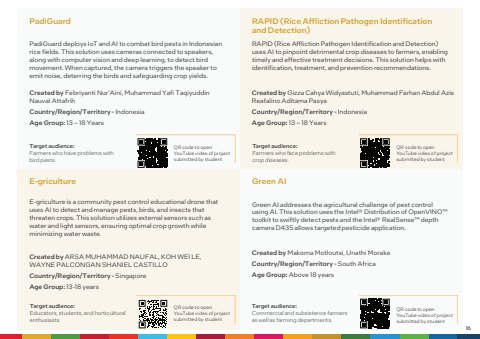 PadiGuard
PadiGuard deploys IoT and AI to combat bird pests in Indonesian
rice fields. This solution uses cameras connected to speakers,
along with computer vision and deep learning, to detect bird
movement. When captured, the camera triggers the speaker to
emit noise, deterring the birds and safeguarding crop yields.
Created by Febriyanti Nur'Aini, Muhammad Yafi Taqiyuddin
Nauval Attafrih
Country/Region/Territory - Indonesia
Age Group: 13 – 18 Years
Target audience:
Farmers who have problems with
bird pests.
QR code to open
YouTube video of project
submitted by student
RAPID (Rice Affliction Pathogen Identification
and Detection)
RAPID (Rice Affliction Pathogen Identification and Detection)
uses AI to pinpoint detrimental crop diseases to farmers, enabling
timely and effective treatment decisions. This solution helps with
identification, treatment, and prevention recommendations.
Created by Gizza Cahya Widyastuti, Muhammad Farhan Abdul Azis
Reafalino Aditama Pasya
Country/Region/Territory - Indonesia
Age Group: 13 – 18 Years
Target audience:
Farmers who face problems with
crop diseases.
QR code to open
YouTube video of project
submitted by student
E-griculture
E-griculture is a community pest control educational drone that
uses AI to detect and manage pests, birds, and insects that
threaten crops. This solution utilizes external sensors such as
water and light sensors, ensuring optimal crop growth while
minimizing water waste.
Created by ARSA MUHAMMAD NAUFAL, KOH WEI LE,
WAYNE PALCONGAN SHANIEL CASTILLO
Country/Region/Territory - Singapore
Age Group: 13-18 years
Target audience:
Educators, students, and horticultural
enthusiasts
QR code to open
YouTube video of project
submitted by student
Green AI
Green AI addresses the agricultural challenge of pest control
using AI. This solution uses the Intel® Distribution of OpenVINO™
toolkit to swiftly detect pests and the Intel® RealSense™ depth
camera D435 allows targeted pesticide application.
Created by Makoma Motloutsi, Unathi Morake
Country/Region/Territory - South Africa
Age Group: Above 18 years
Target audience:
Commercial and subsistence farmers
as well as farming departments.
QR code to open
YouTube video of project
submitted by student
16